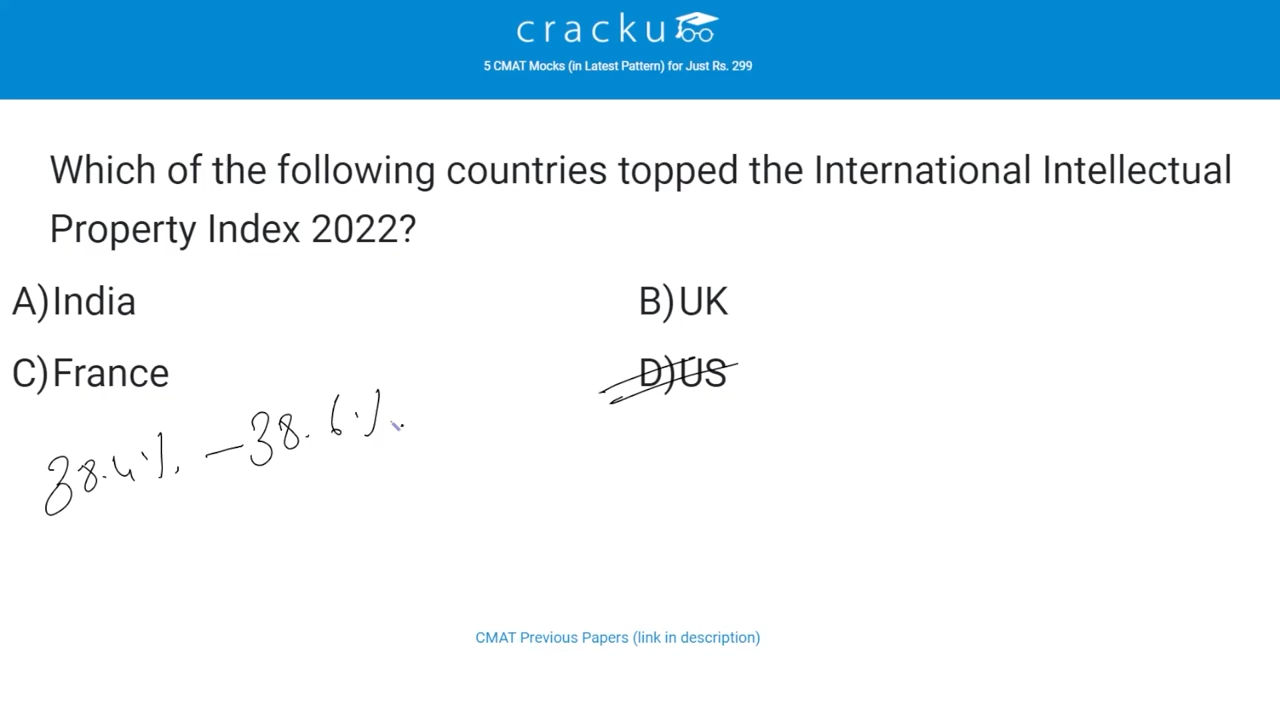 cracku
5 CMAT Mocks (in Latest Pattern) for Just Rs. 299
Which of the following countries topped the International Intellectual
Property Index 2022?
A)India
B)UK
C)France
D)US
38.4%. - 38.6%.
CMAT Previous Papers (link in description)